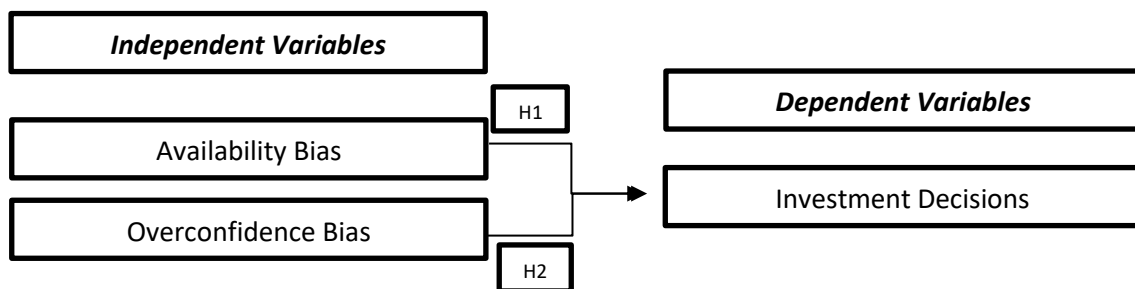 Independent Variables
H1
Dependent Variables
Availability Bias
Investment Decisions
Overconfidence Bias
H2